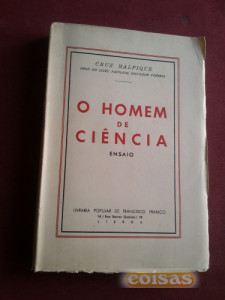 CRUZ MALPIQUE
O HOMEM
DE
CIÊNCIA
ENSAIO
LIVRARIA POPULAR DE FRANCISCO FRANCO
LISBOA
coisas